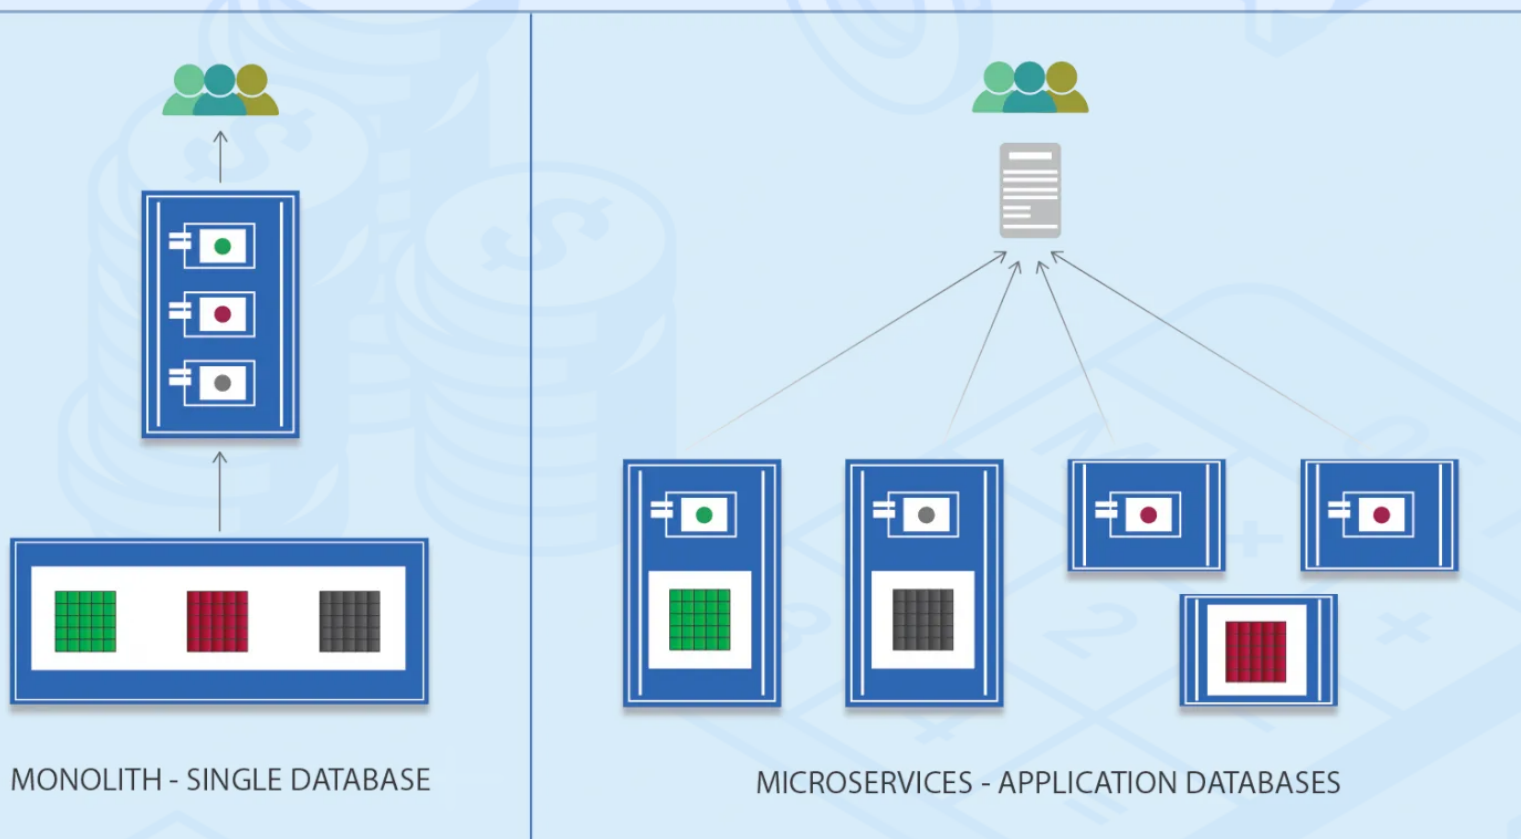 MONOLITH - SINGLE DATABASE
MICROSERVICES - APPLICATION DATABASES